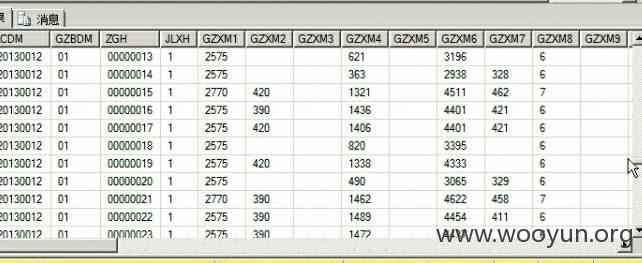 果 消息
CDM GZBDM ZGH JLXH GZXM1 GZXM2 GZXM3 GZXM4 GZXM5 GZXM6 GZXM7 GZXM8 GZXM9
20130012 01 00000013 1 2575 621 3196 6
20130012 01 00000014 1 2575 363 2938 328 6
20130012 01 00000015 1 2770 420 1321 4511 462 7
20130012 01 00000016 1 2575 390 1436 4401 421 6
20130012 01 00000017 1 2575 420 1406 4401 421 6
20130012 01 00000018 1 2575 820 3395 6
20130012 01 00000019 1 2575 420 1338 4333 6
20130012 01 00000020 1 2575 490 3065 329 6
20130012 01 00000021 1 2770 390 1462 4622 458 7
20130012 01 00000022 1 2575 390 1489 4454 411 6
20130012 01 00000023 1 2575 390 1472
www.wooyun.org